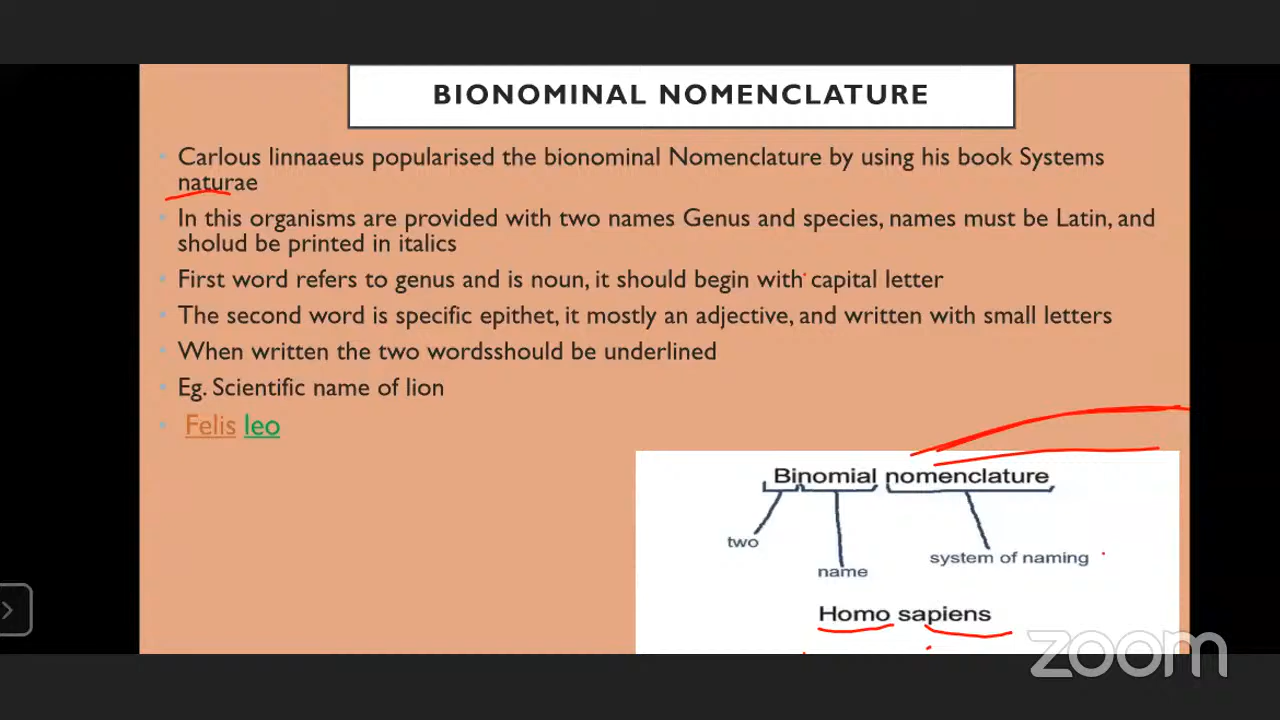 BIONOMINAL NOMENCLATURE
Carlous linnaaeus popularised the bionominal Nomenclature by using his book Systems
naturae
In this organisms are provided with two names Genus and species, names must be Latin, and
sholud be printed in italics
First word refers to genus and is noun, it should begin with capital letter
The second word is specific epithet, it mostly an adjective, and written with small letters
When written the two wordsshould be underlined
Eg. Scientific name of lion
Felis leo
Binomial nomenclature
two
name
system of naming
Homo sapiens
zoom